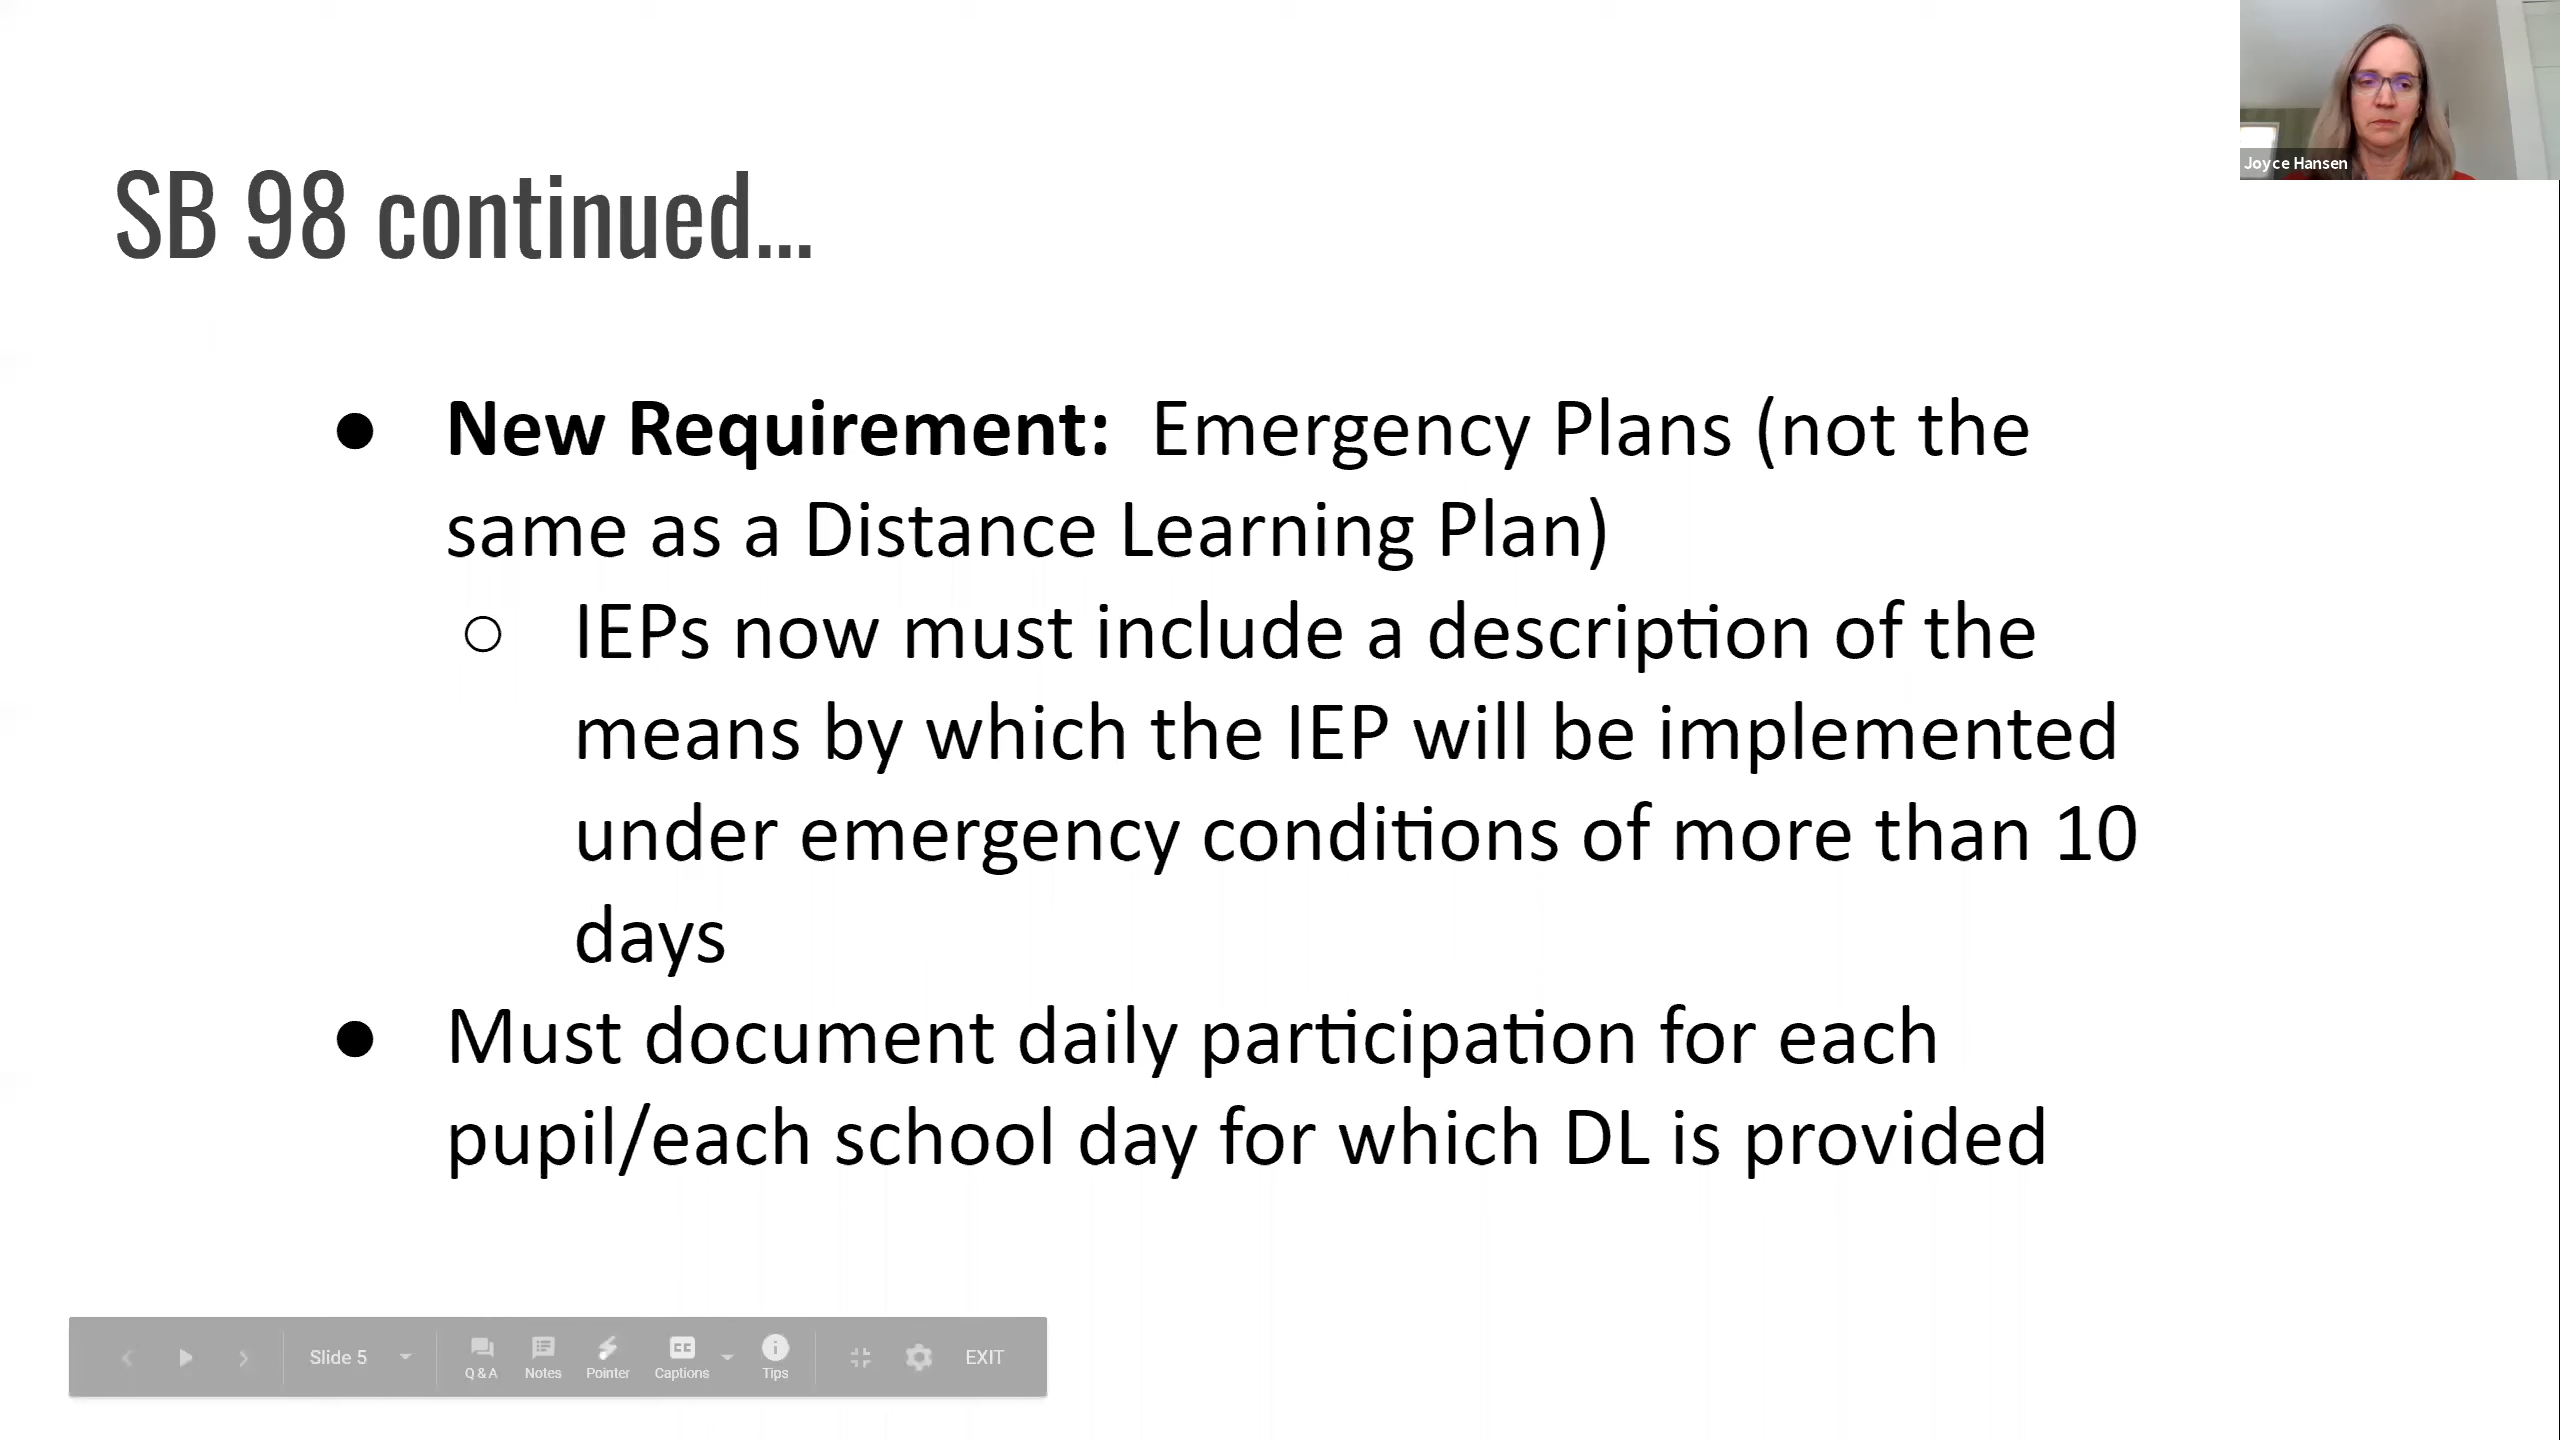 Joyce Hansen
SB 98 continued...
● New Requirement: Emergency Plans (not the
same as a Distance Learning Plan)
○ IEPs now must include a description of the
means by which the IEP will be implemented
under emergency conditions of more than 10
days
● Must document daily participation for each
pupil/each school day for which DL is provided
Slide 5
Q & A
Notes
Pointer
CC
Captions
i
Tips
EXIT